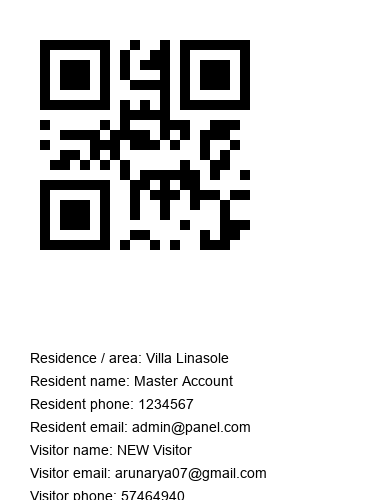 Residence / area: Villa Linasole
Resident name: Master Account
Resident phone: 1234567
Resident email: admin@panel.com
Visitor name: NEW Visitor
Visitor email: arunarya07@gmail.com
Visitor phone: 57464940